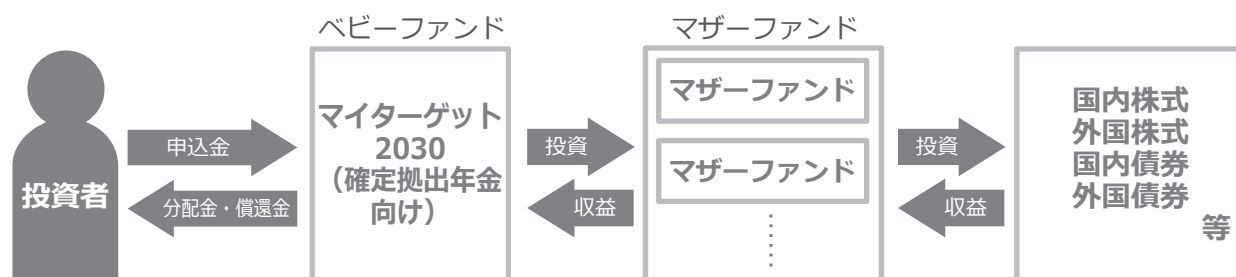 ベビーファンド
マザーファンド
投資者
申込金
分配金・償還金
マイターゲット
2030
（確定拠出年金
向け）
投資
収益
マザーファンド
マザーファンド
投資
収益
国内株式
外国株式
国内債券
外国債券
等